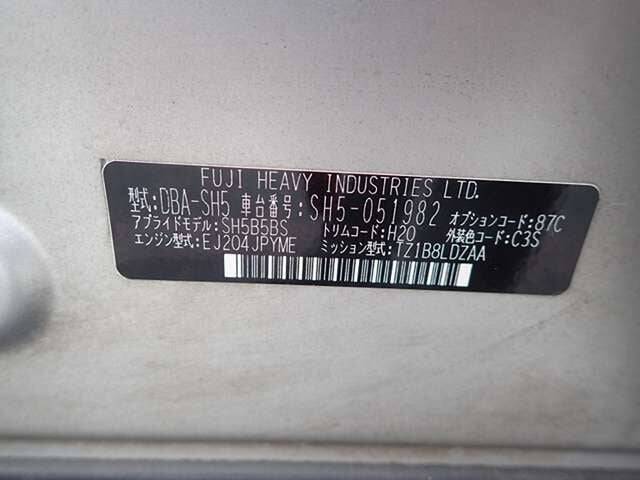 FUJI HEAVY INDUSTRIES LTD.
型式:DBA-SH5 車台番号:SH5-051982 オプションコード:87C
アプライドモデル:SH5B5BS トリムコード:H20 外装色コード:C3S
エンジン型式:EJ204JPYME ミッション型式:TZ1B8LDZAA